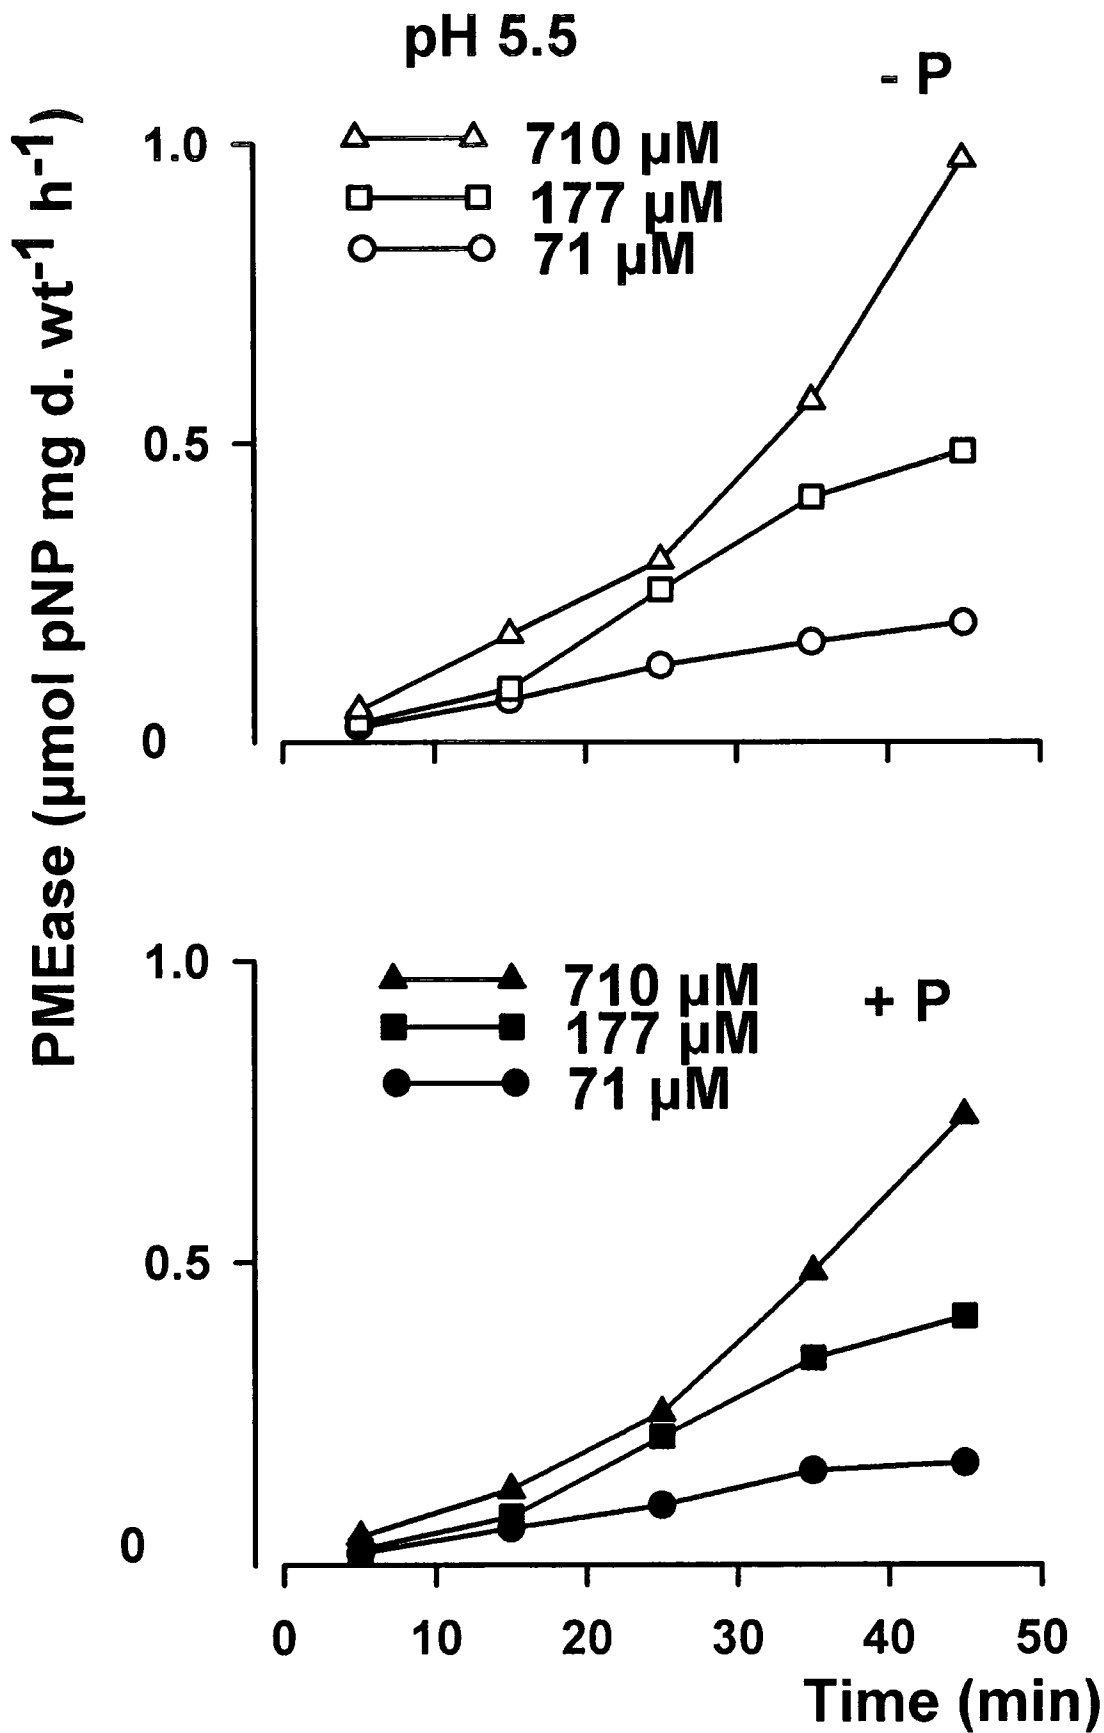 pH 5.5
- P
710 µM
177 µM
71 µM
1.0
0.5
0
PMEase (µmol pNP mg d. wt-1 h-1)
710 µM
177 µM
71 µM
+ P
1.0
0.5
0
0 10 20 30 40 50
Time (min)